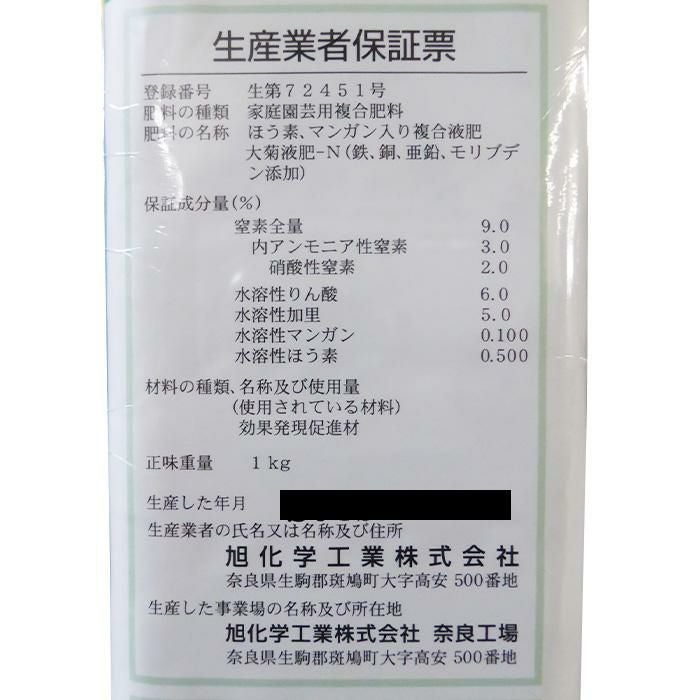 生産業者保証票
登録番号 生第72451号
肥料の種類 家庭園芸用複合肥料
肥料の名称 ほう素、マンガン入り複合液肥
大菊液肥-N(鉄、銅、亜鉛、モリブデ
ン添加)
保証成分量(%)
窒素全量 9.0
内アンモニア性窒素 3.0
硝酸性窒素 2.0
水溶性りん酸 6.0
水溶性加里 5.0
水溶性マンガン 0.100
水溶性ほう素 0.500
材料の種類、名称及び使用量
(使用されている材料)
効果発現促進材
正味重量 1kg
生産した年月
生産業者の氏名又は名称及び住所
旭化学工業株式会社
奈良県生駒郡斑鳩町大字高安 500番地
生産した事業場の名称及び所在地
旭化学工業株式会社 奈良工場
奈良県生駒郡斑鳩町大字高安 500番地